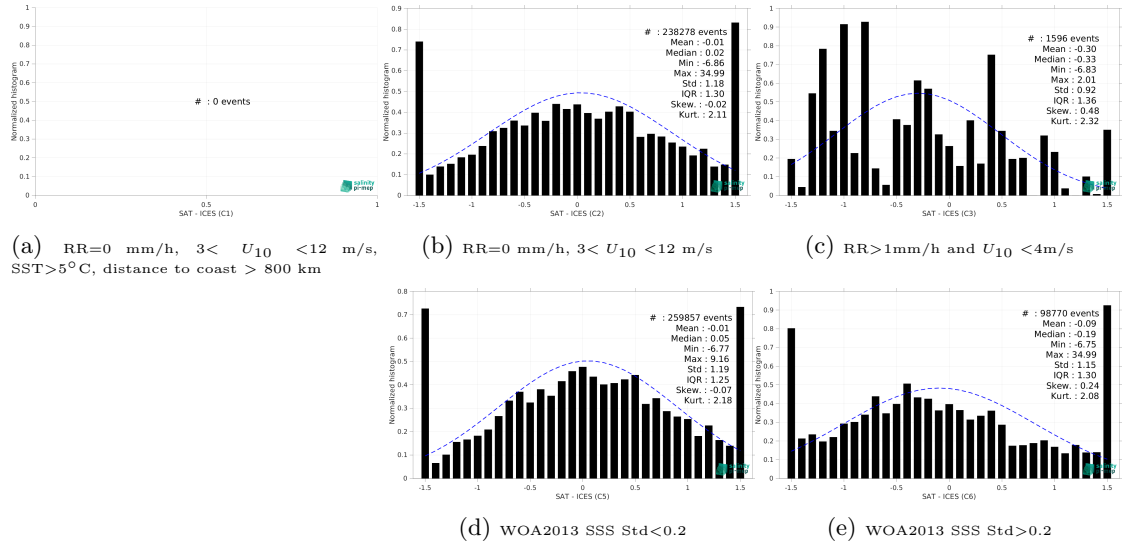 1
0.9
0.8
0.7
0.6
0.5
0.4
0.3
0.2
0.1
0
Normalized histogram
# : 0 events
0 0.5 1
SAT - ICES (C1)
salinity
pi-mep
(a) RR=0 mm/h, 3< U10 <12 m/s,
SST>5°C, distance to coast > 800 km
0.9
0.8
0.7
0.6
0.5
0.4
0.3
0.2
0.1
0
Normalized histogram
# : 238278 events
Mean : -0.01
Median : 0.02
Min : -6.86
Max : 34.99
Std : 1.18
IQR : 1.30
Skew. : -0.02
Kurt. : 2.11
-1.5 -1 -0.5 0 0.5 1 1.5
SAT - ICES (C2)
(b) RR=0 mm/h, 3< U10 <12 m/s
1
0.9
0.8
0.7
0.6
0.5
0.4
0.3
0.2
0.1
0
Normalized histogram
# : 1596 events
Mean : -0.30
Median : -0.33
Min : -6.83
Max : 2.01
Std : 0.92
IQR : 1.36
Skew. : 0.48
Kurt. : 2.32
-1.5 -1 -0.5 0 0.5 1 1.5
SAT - ICES (C3)
(c) RR>1mm/h and U10 <4m/s
0.8
0.7
0.6
0.5
0.4
0.3
0.2
0.1
0
Normalized histogram
# : 259857 events
Mean : -0.01
Median : 0.05
Min : -6.77
Max : 9.16
Std : 1.19
IQR : 1.25
Skew. : -0.07
Kurt. : 2.18
-1.5 -1 -0.5 0 0.5 1 1.5
SAT - ICES (C5)
(d) WOA2013 SSS Std<0.2
1
0.9
0.8
0.7
0.6
0.5
0.4
0.3
0.2
0.1
0
Normalized histogram
# : 98770 events
Mean : -0.09
Median : -0.19
Min : -6.75
Max : 34.99
Std : 1.15
IQR : 1.30
Skew. : 0.24
Kurt. : 2.08
-1.5 -1 -0.5 0 0.5 1 1.5
SAT - ICES (C6)
(e) WOA2013 SSS Std>0.2